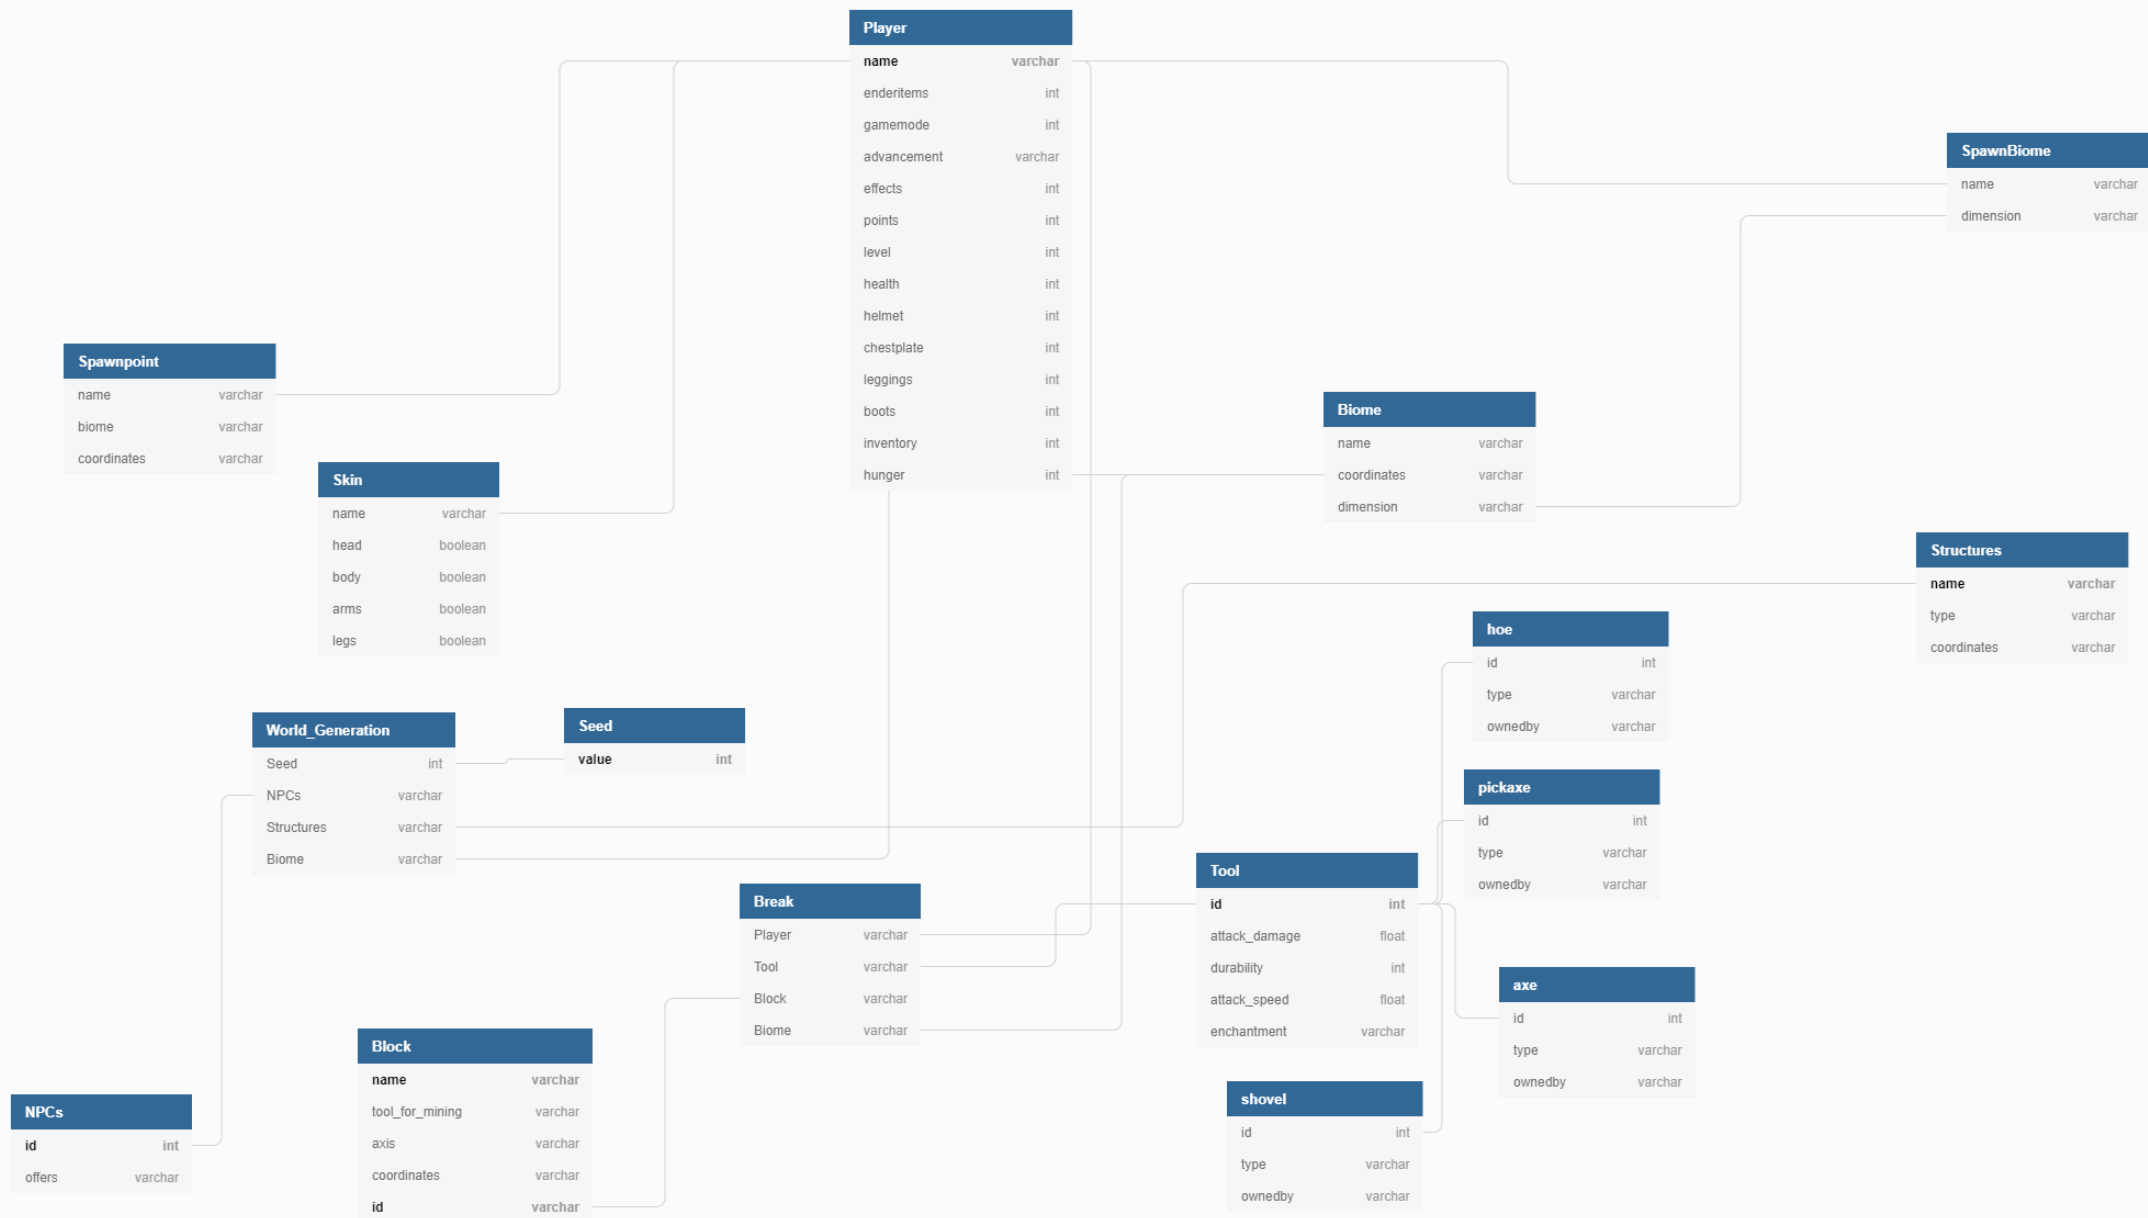 Player
name varchar
enderitems int
gamemode int
advancement varchar
effects int
points int
level int
health int
helmet int
chestplate int
leggings int
boots int
inventory int
hunger int
SpawnBiome
name varchar
dimension varchar
Spawnpoint
name varchar
biome varchar
coordinates varchar
Biome
name varchar
coordinates varchar
dimension varchar
Skin
name varchar
head boolean
body boolean
arms boolean
legs boolean
Structures
name varchar
type varchar
coordinates varchar
hoe
id int
type varchar
ownedby varchar
World_Generation
Seed int
NPCs varchar
Structures varchar
Biome varchar
Seed
value int
pickaxe
id int
type varchar
ownedby varchar
Tool
id int
attack_damage float
durability int
attack_speed float
enchantment varchar
Break
Player varchar
Tool varchar
Block varchar
Biome varchar
axe
id int
type varchar
ownedby varchar
Block
name varchar
tool_for_mining varchar
axis varchar
coordinates varchar
id varchar
shovel
id int
type varchar
ownedby varchar
NPCs
id int
offers varchar